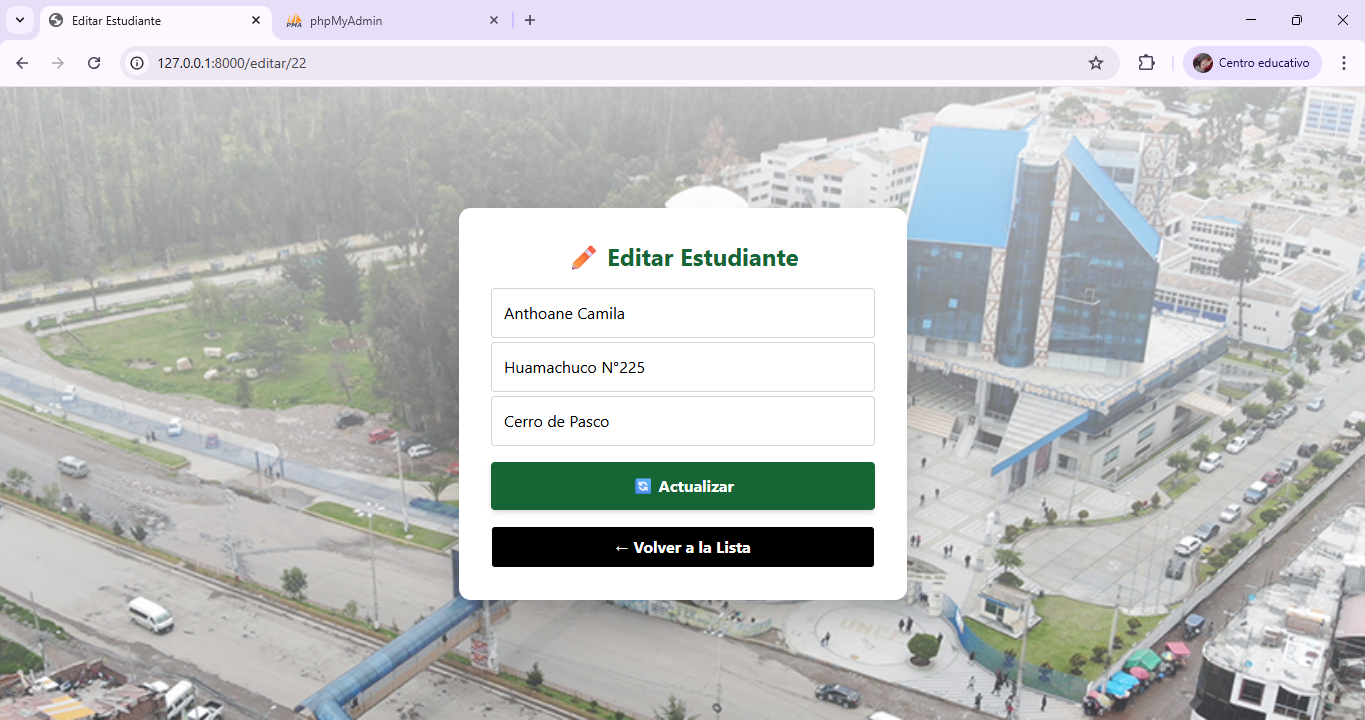 Editar Estudiante
phpMyAdmin
127.0.0.1:8000/editar/22
Centro educativo
Editar Estudiante
Anthoane Camila
Huamachuco N°225
Cerro de Pasco
Actualizar
← Volver a la Lista